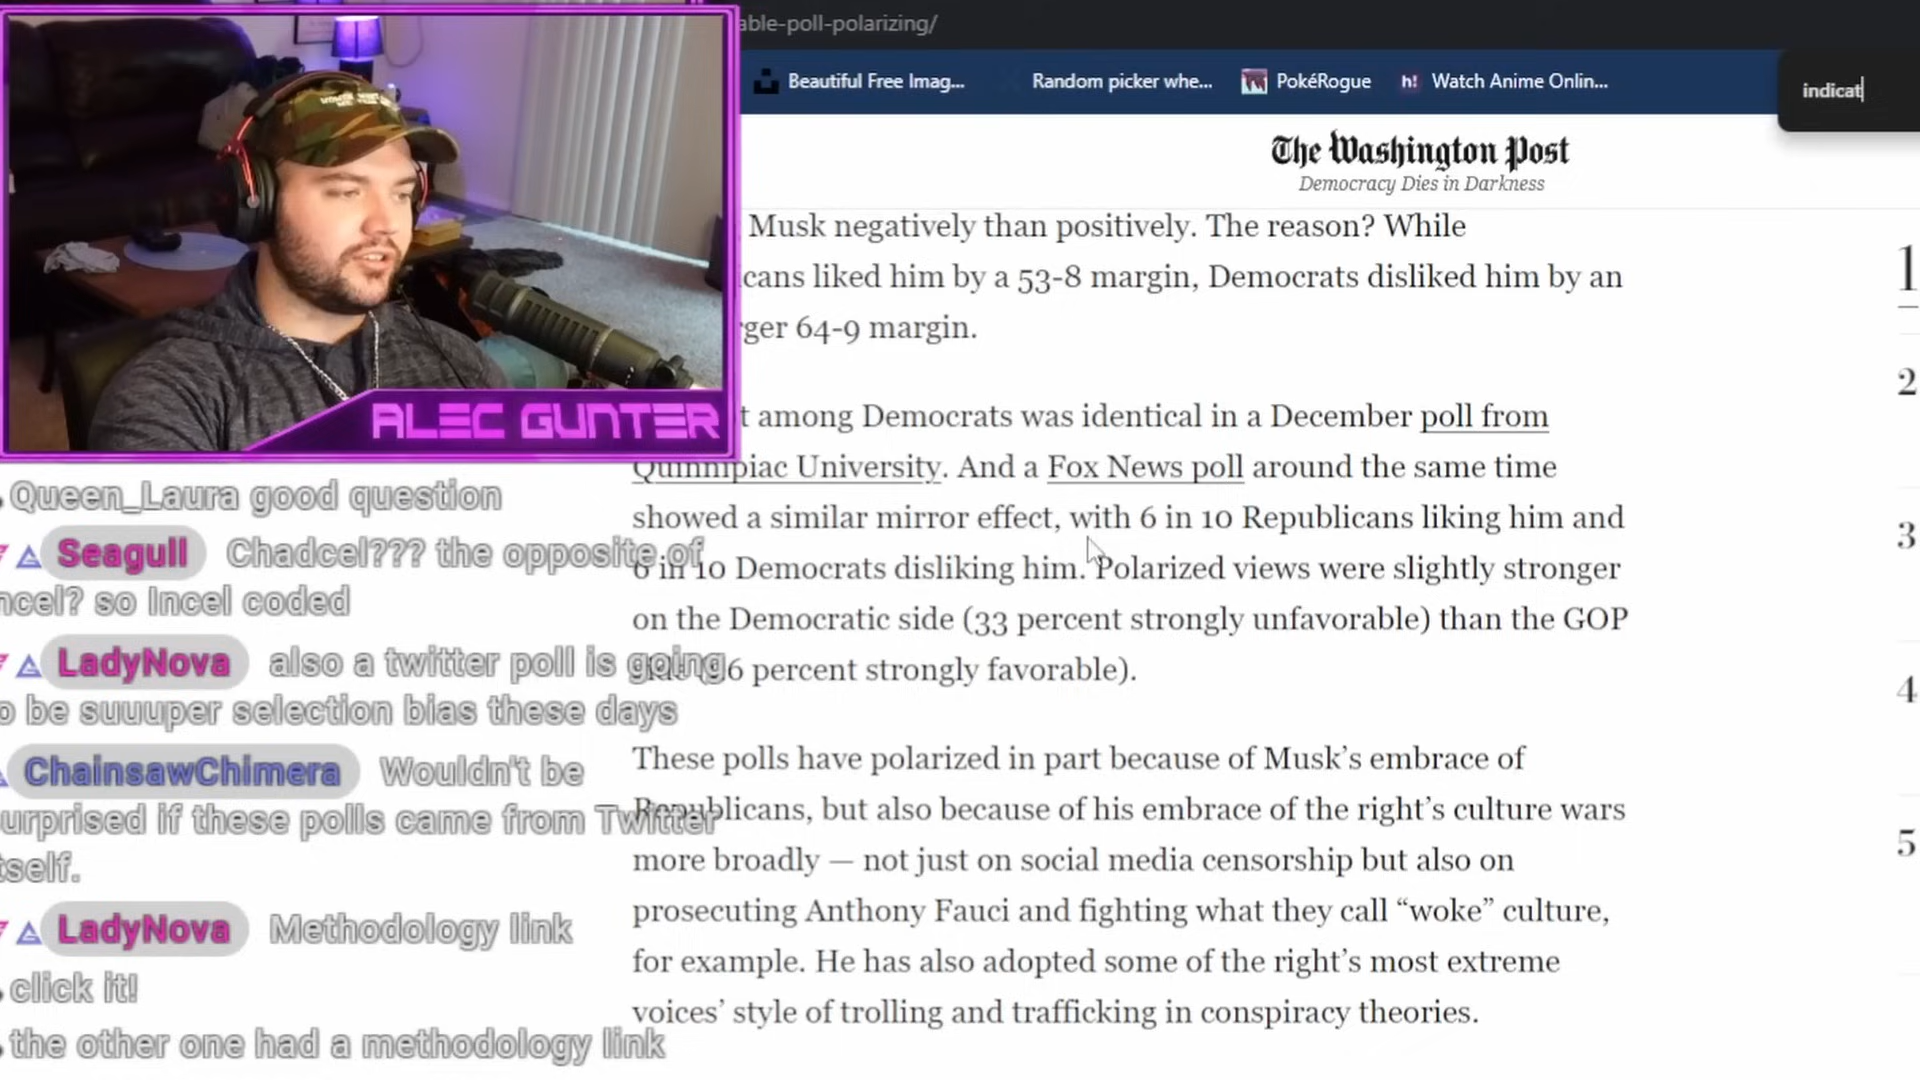 able-poll-polarizing/
Beautiful Free Imag...
Random picker whe...
PokéRogue
h! Watch Anime Onlin...
indicat
The Washington Post
Democracy Dies in Darkness
Musk negatively than positively. The reason? While
cans liked him by a 53-8 margin, Democrats disliked him by an
ger 64-9 margin.
t among Democrats was identical in a December poll from
Quinnipiac University. And a Fox News poll around the same time
showed a similar mirror effect, with 6 in 10 Republicans liking him and
6 in 10 Democrats disliking him. Polarized views were slightly stronger
on the Democratic side (33 percent strongly unfavorable) than the GOP
6 percent strongly favorable).
These polls have polarized in part because of Musk’s embrace of
Republicans, but also because of his embrace of the right’s culture wars
more broadly — not just on social media censorship but also on
prosecuting Anthony Fauci and fighting what they call “woke” culture,
for example. He has also adopted some of the right’s most extreme
voices’ style of trolling and trafficking in conspiracy theories.
1
2
3
4
5
ALEC GUNTER
Queen_Laura good question
Seagull Chadcel??? the opposite of
ncel? so Incel coded
LadyNova also a twitter poll is going
o be suuuper selection bias these days
ChainsawChimera Wouldn't be
urprised if these polls came from Twitter
tself.
LadyNova Methodology link
click it!
the other one had a methodology link